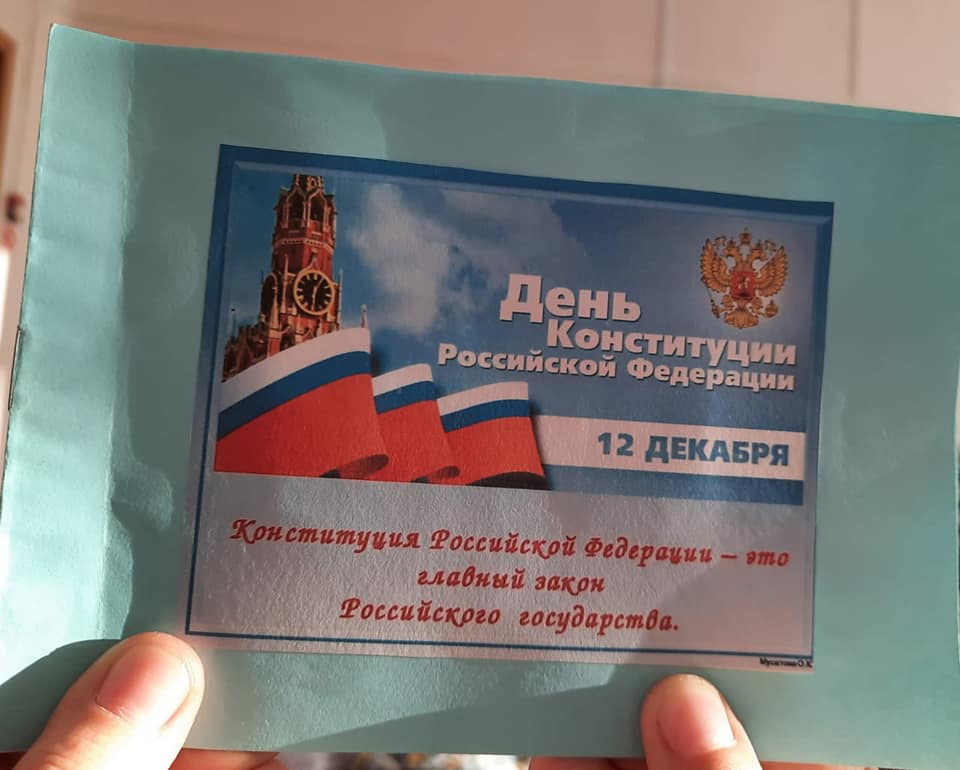 День
Конституции
Российской Федерации
12 ДЕКАБРЯ
Конституция Российской Федерации – это
главный закон
Российского государства.